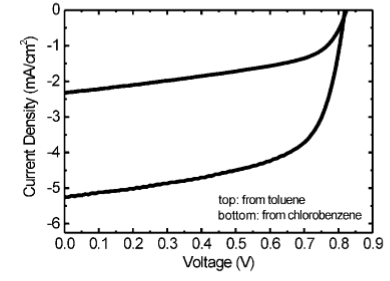 0
-1
-2
-3
-4
-5
-6
Current Density (mA/cm²)
top: from toluene
bottom: from chlorobenzene
0.0 0.1 0.2 0.3 0.4 0.5 0.6 0.7 0.8 0.9
Voltage (V)